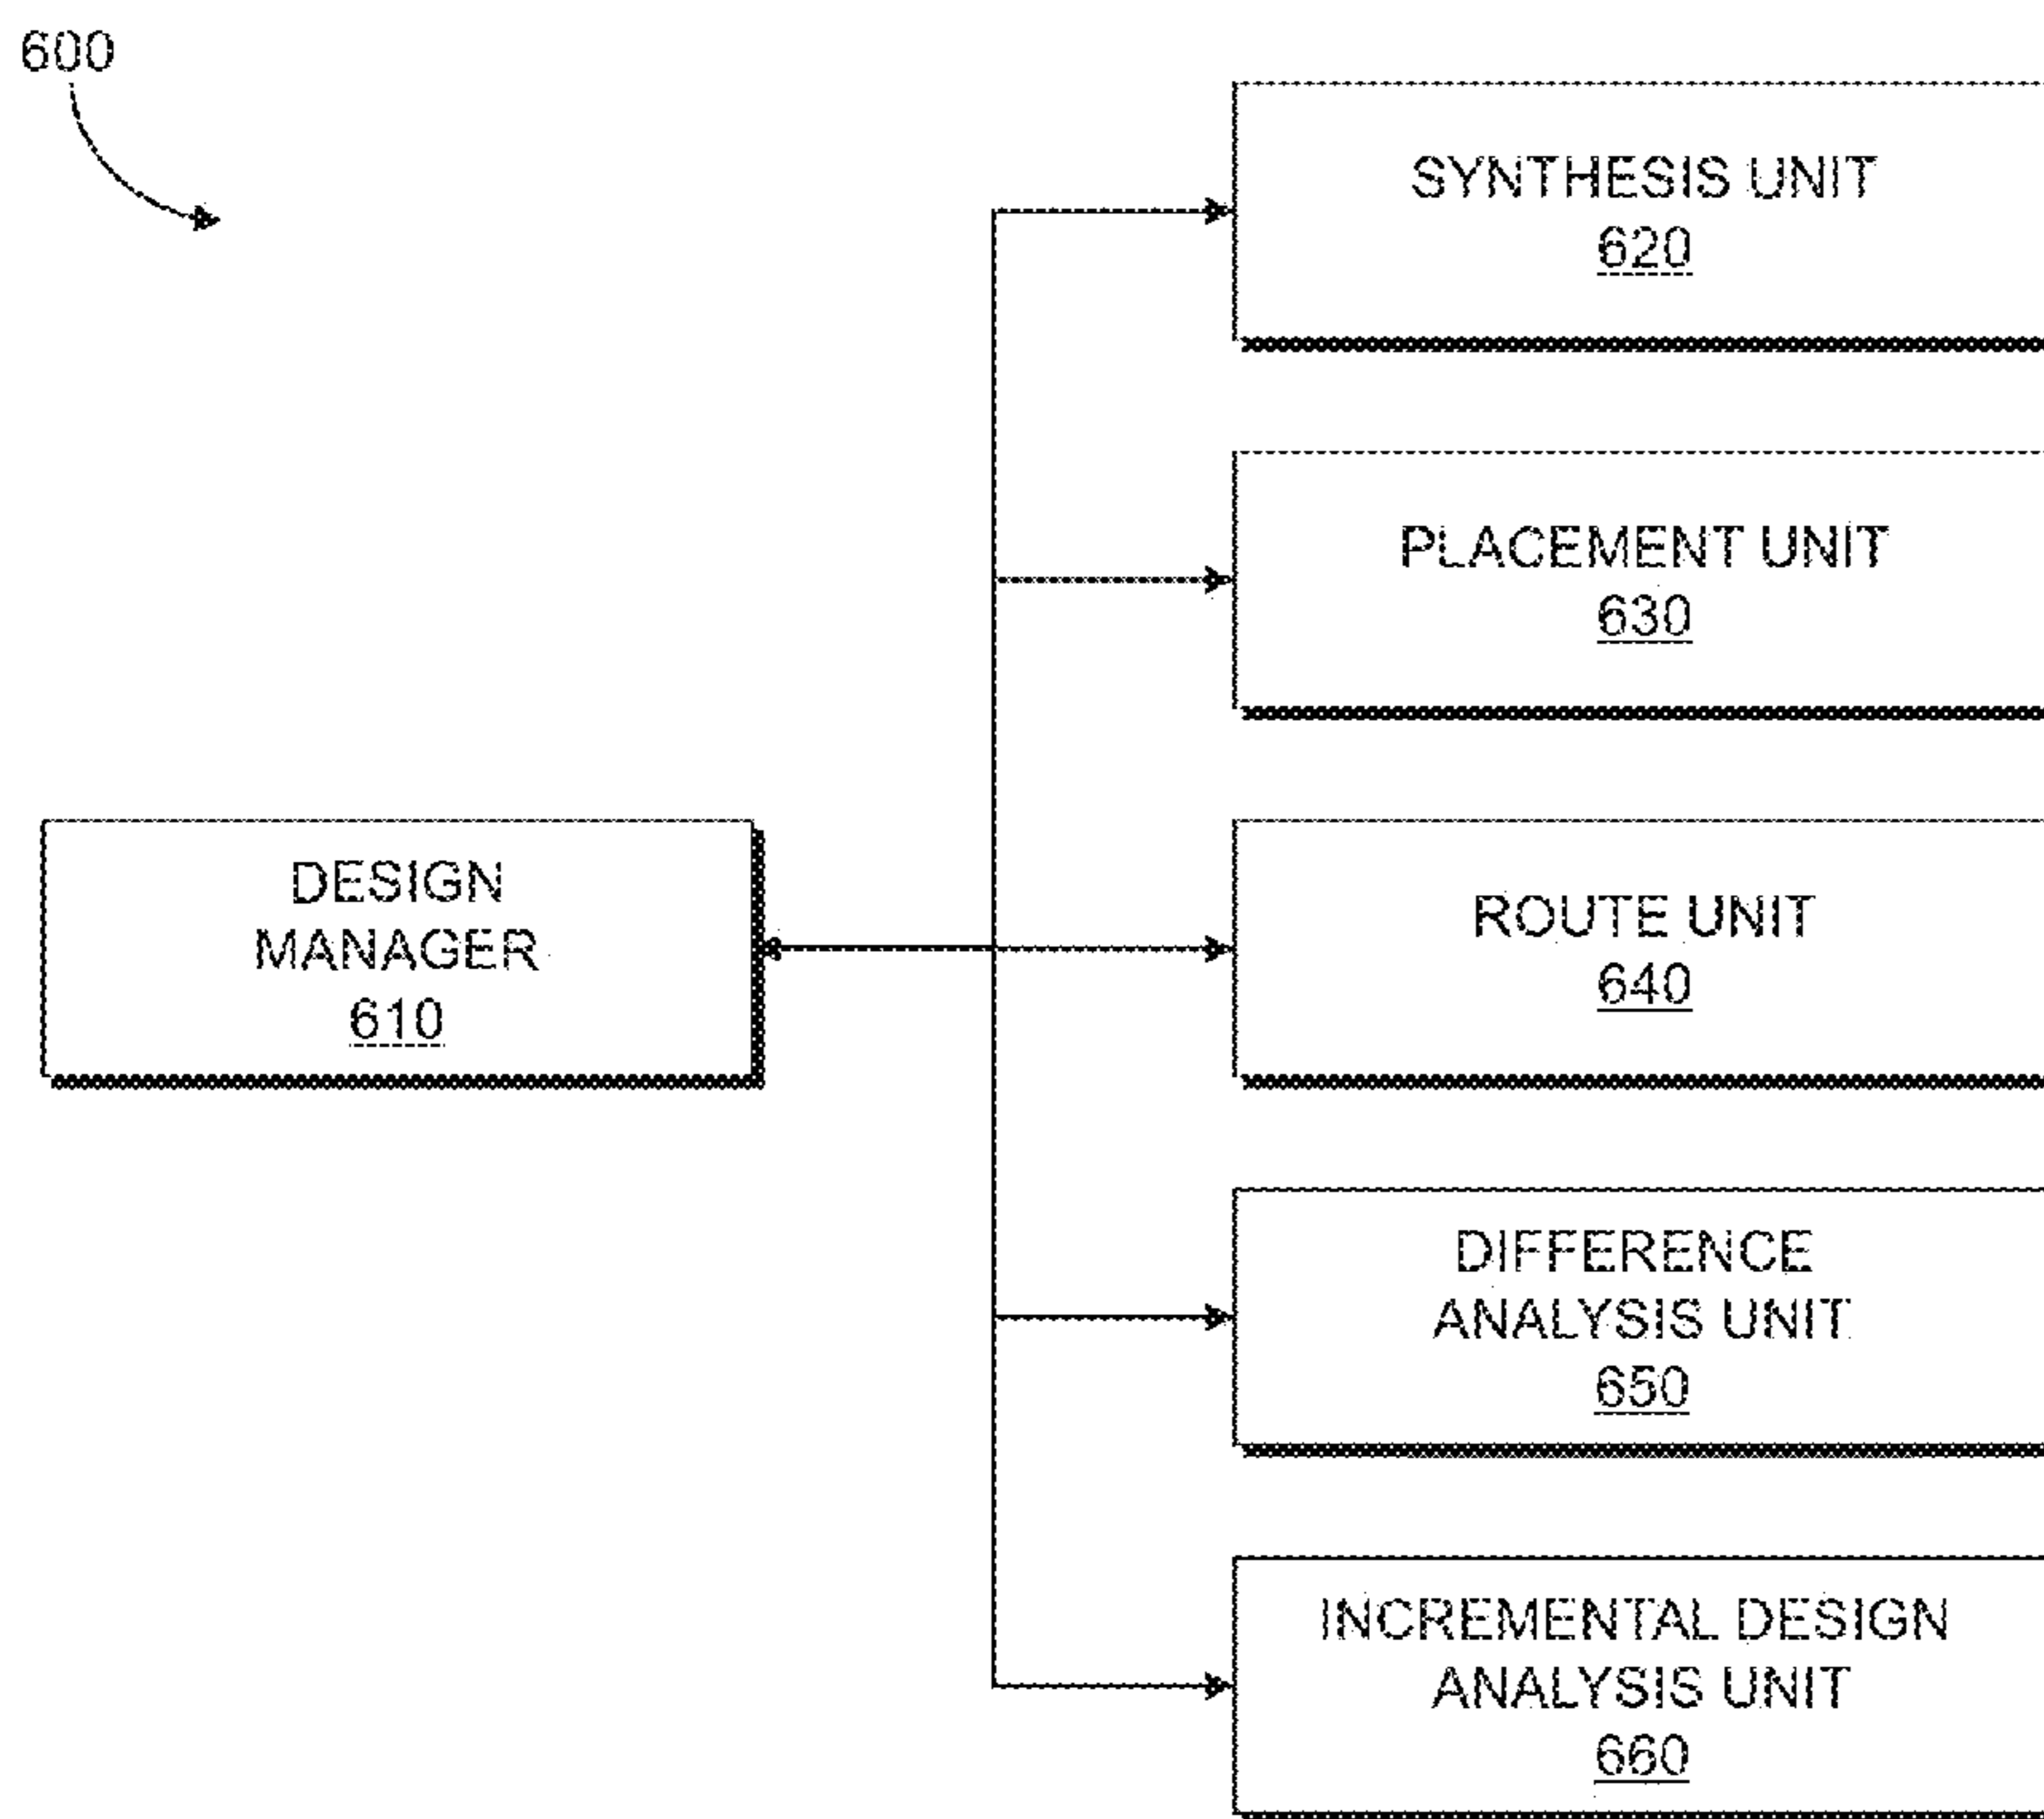 600
SYNTHESIS UNIT
620
PLACEMENT UNIT
630
DESIGN
MANAGER
610
ROUTE UNIT
640
DIFFERENCE
ANALYSIS UNIT
650
INCREMENTAL DESIGN
ANALYSIS UNIT
660